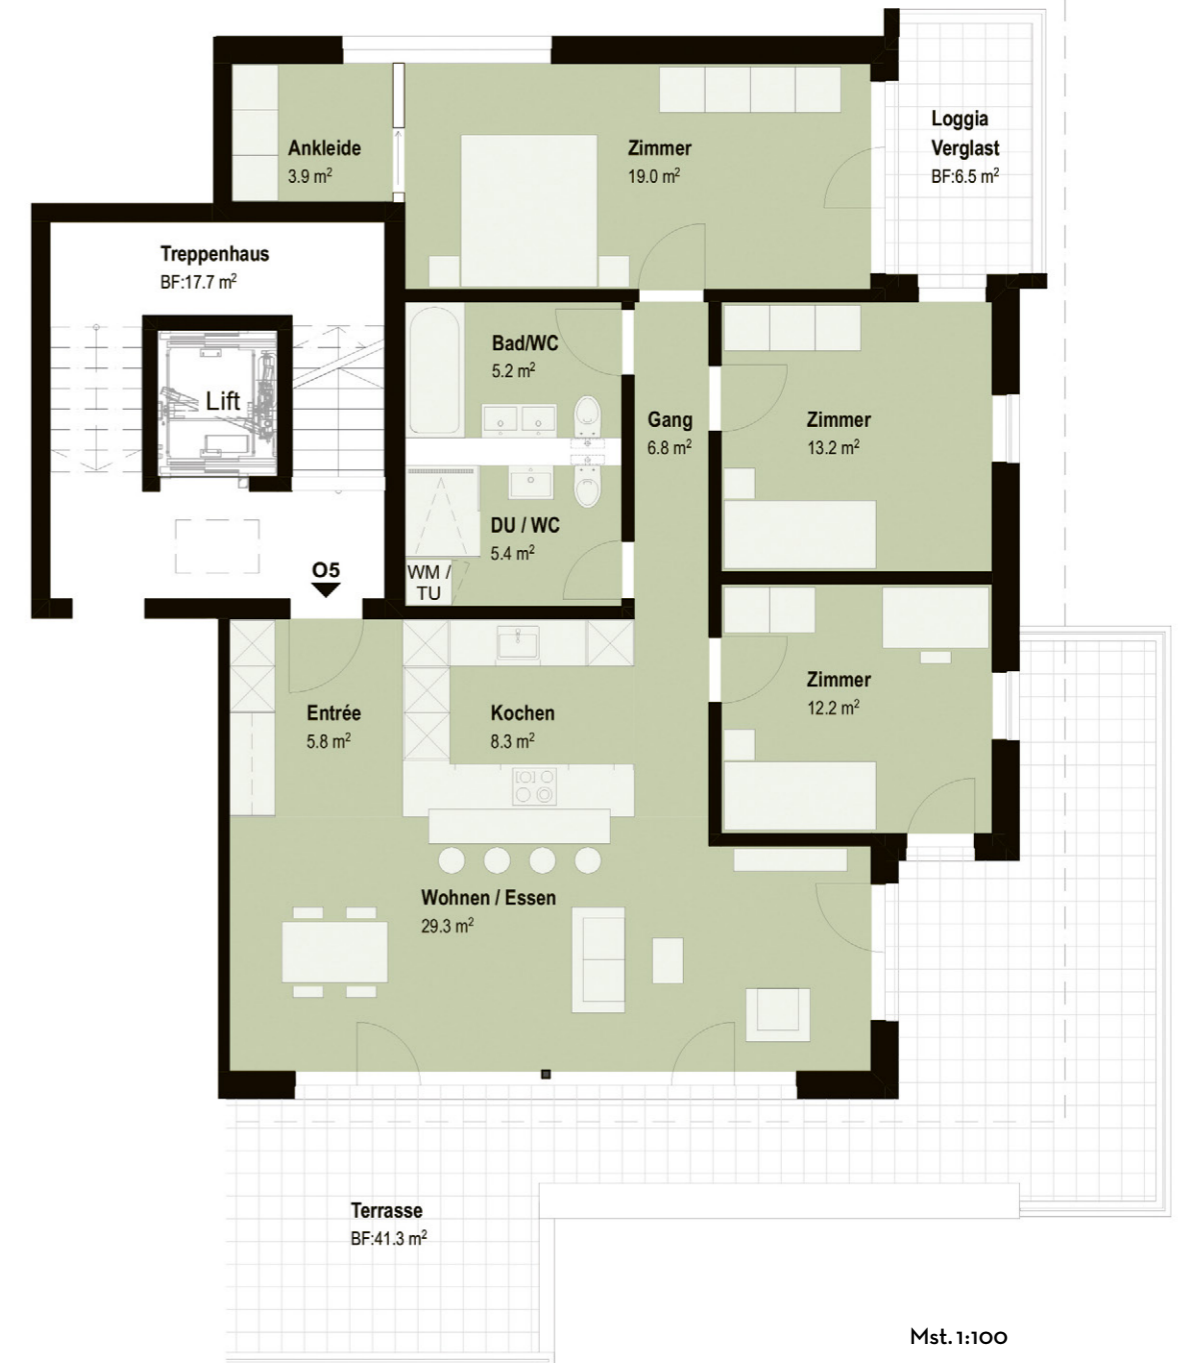 Ankleide
3.9 m²
Zimmer
19.0 m²
Loggia
Verglast
BF:6.5 m²
Treppenhaus
BF:17.7 m²
Lift
Bad/WC
5.2 m²
Gang
6.8 m²
Zimmer
13.2 m²
DU / WC
5.4 m²
WM /
TU
O5
Entrée
5.8 m²
Kochen
8.3 m²
Zimmer
12.2 m²
Wohnen / Essen
29.3 m²
Terrasse
BF:41.3 m²
Mst. 1:100